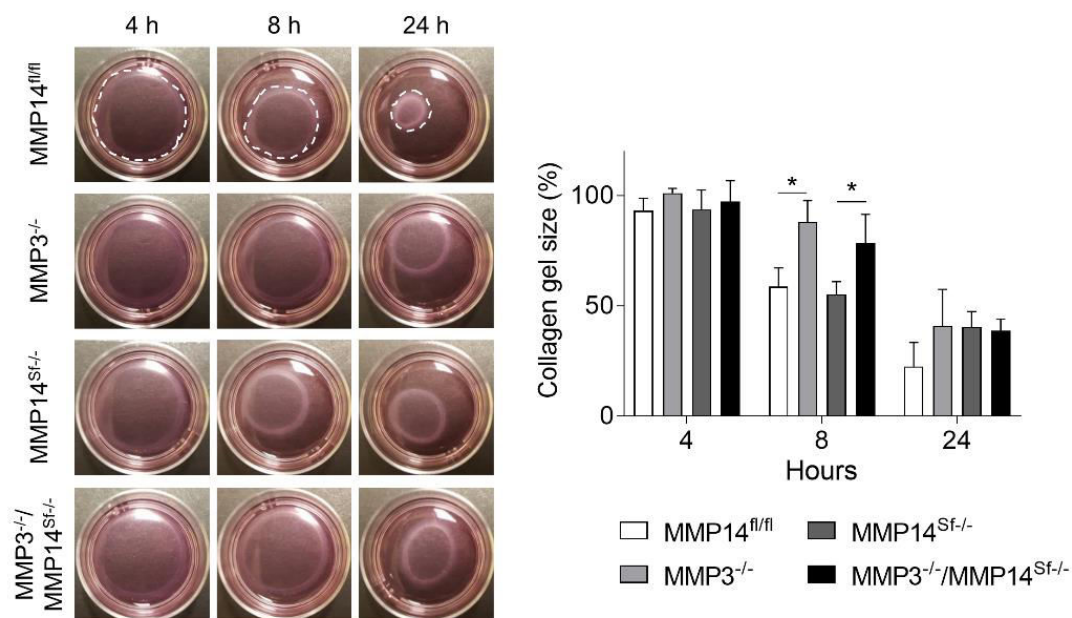 4 h 8 h 24 h
MMP14fl/fl
MMP3-/-
MMP14Sf-/-
MMP3-/-/
MMP14Sf-/-
Collagen gel size (%)
100
50
0
* *
4 8 24
Hours
MMP14fl/fl
MMP3-/-
MMP14Sf-/-
MMP3-/-/MMP14Sf-/-